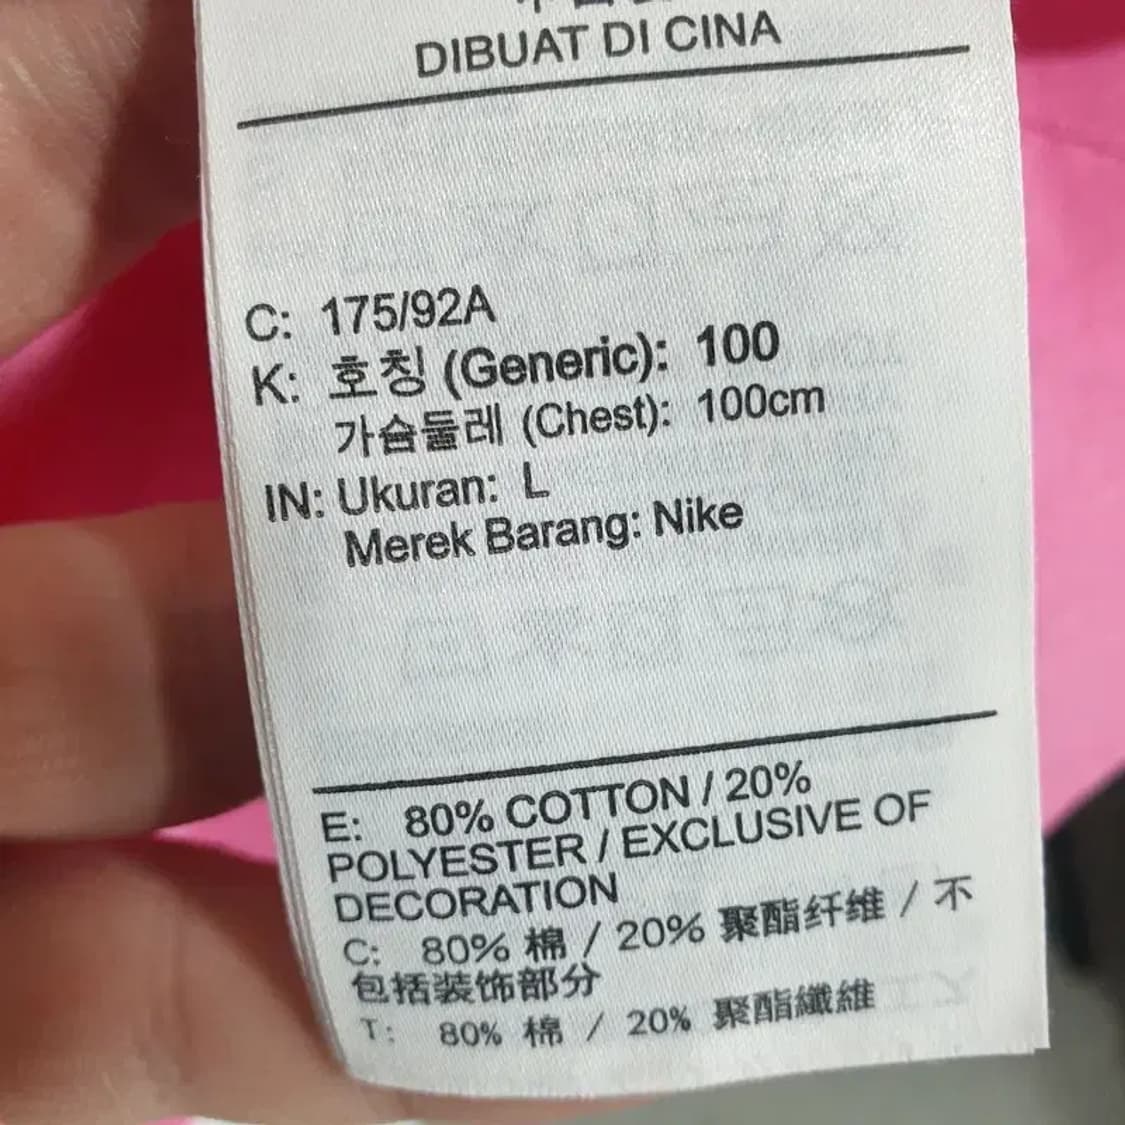 DIBUAT DI CINA
C: 175/92A
K: 호칭 (Generic): 100
가슴둘레 (Chest): 100cm
IN: Ukuran: L
Merek Barang: Nike
E: 80% COTTON / 20%
POLYESTER / EXCLUSIVE OF
DECORATION
C: 80% 棉 / 20% 聚酯纤维 / 不
包括装饰部分
T: 80% 棉 / 20% 聚酯纖維